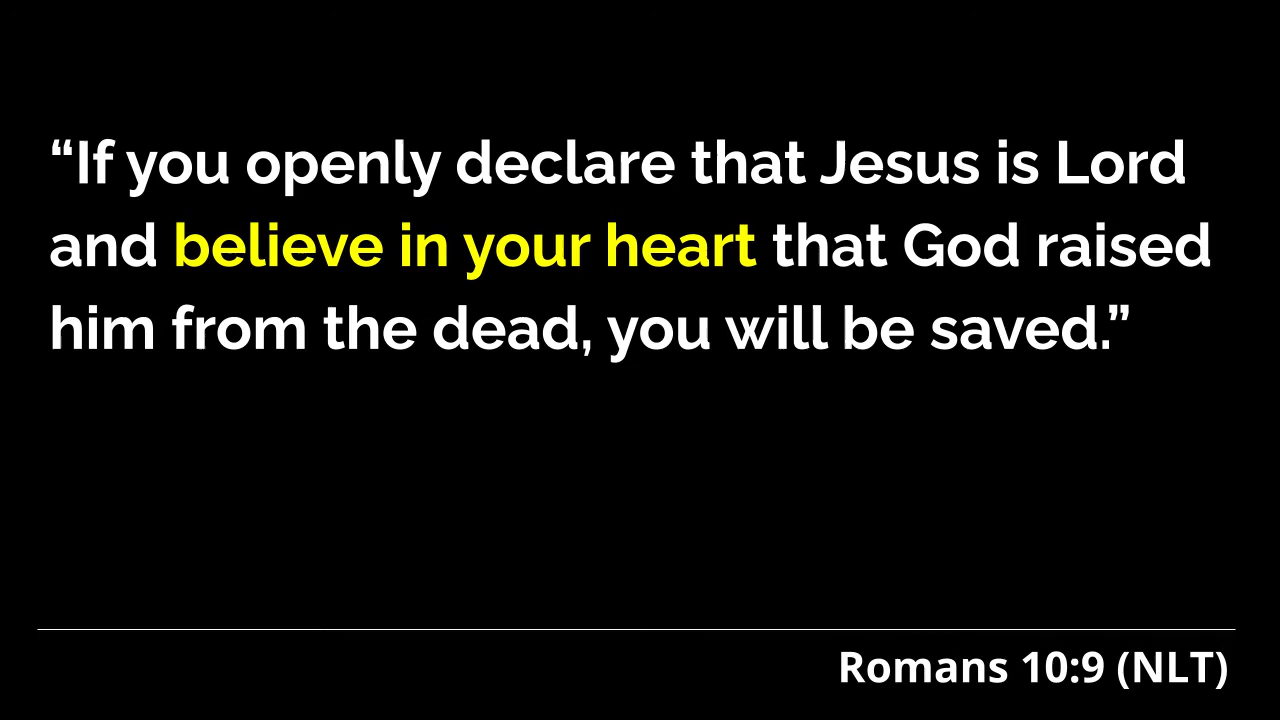 “If you openly declare that Jesus is Lord
and believe in your heart that God raised
him from the dead, you will be saved.”
Romans 10:9 (NLT)